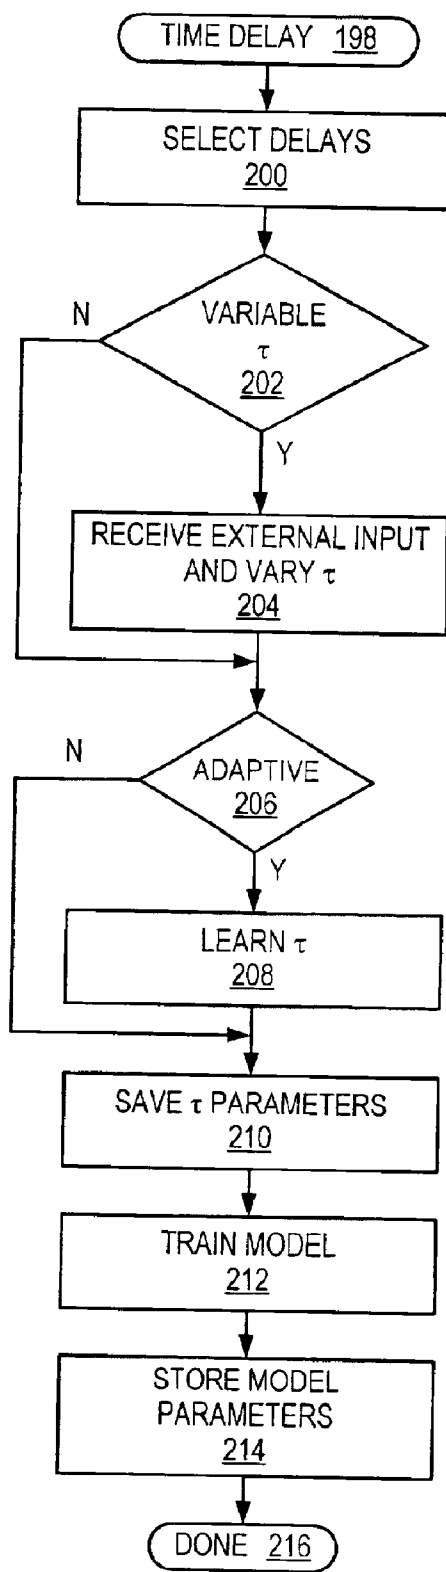 TIME DELAY 198
SELECT DELAYS
200
N
VARIABLE
τ
202
Y
RECEIVE EXTERNAL INPUT
AND VARY τ
204
N
ADAPTIVE
206
Y
LEARN τ
208
SAVE τ PARAMETERS
210
TRAIN MODEL
212
STORE MODEL
PARAMETERS
214
DONE 216